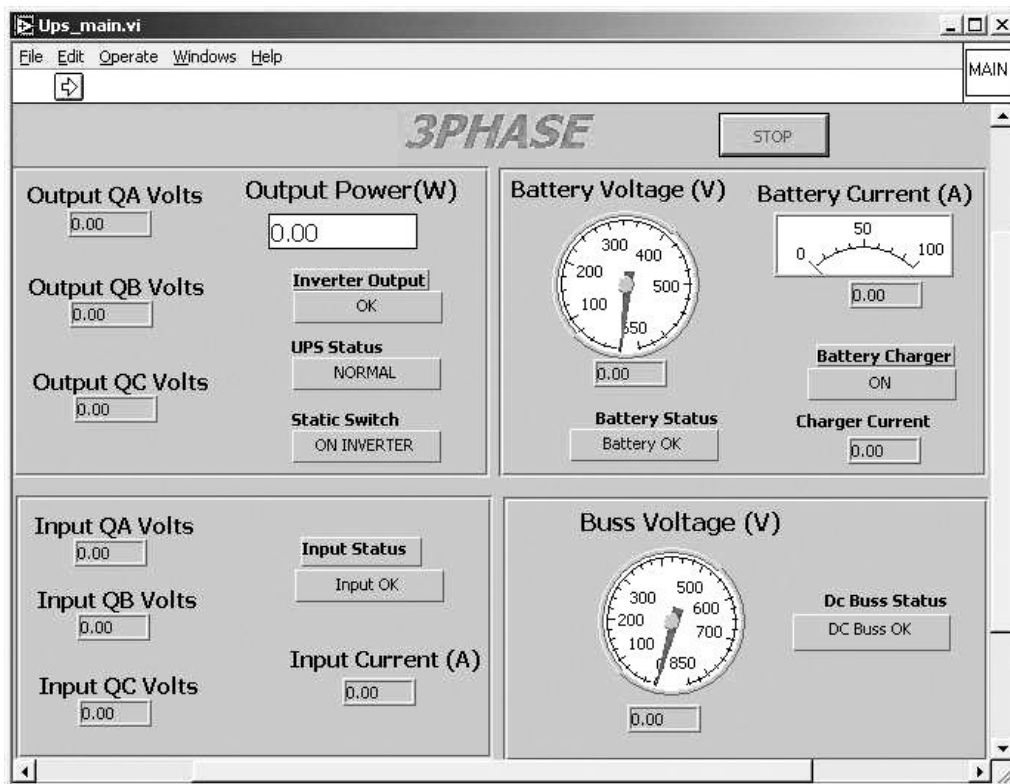 Ups_main.vi
File Edit Operate Windows Help
MAIN
3PHASE
STOP
Output QA Volts
0.00
Output Power(W)
0.00
Output QB Volts
0.00
Inverter Output
OK
UPS Status
NORMAL
Output QC Volts
0.00
Static Switch
ON INVERTER
Battery Voltage (V)
100 200 300 400 500 650
0.00
Battery Status
Battery OK
Battery Current (A)
0 50 100
0.00
Battery Charger
ON
Charger Current
0.00
Input QA Volts
0.00
Input Status
Input OK
Input QB Volts
0.00
Input Current (A)
0.00
Input QC Volts
0.00
Buss Voltage (V)
0 100 200 300 500 600 700 850
0.00
Dc Buss Status
DC Buss OK